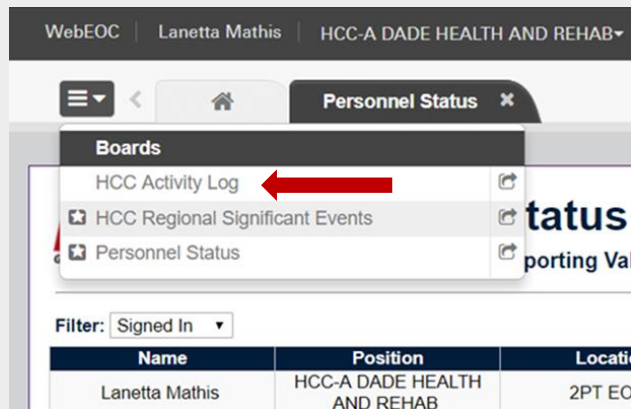 WebEOC Lanetta Mathis HCC-A DADE HEALTH AND REHAB
Personnel Status
Boards
HCC Activity Log
HCC Regional Significant Events
Personnel Status
tatus
porting Val
Filter: Signed In
Name Position Locatio
Lanetta Mathis HCC-A DADE HEALTH AND REHAB 2PT EO